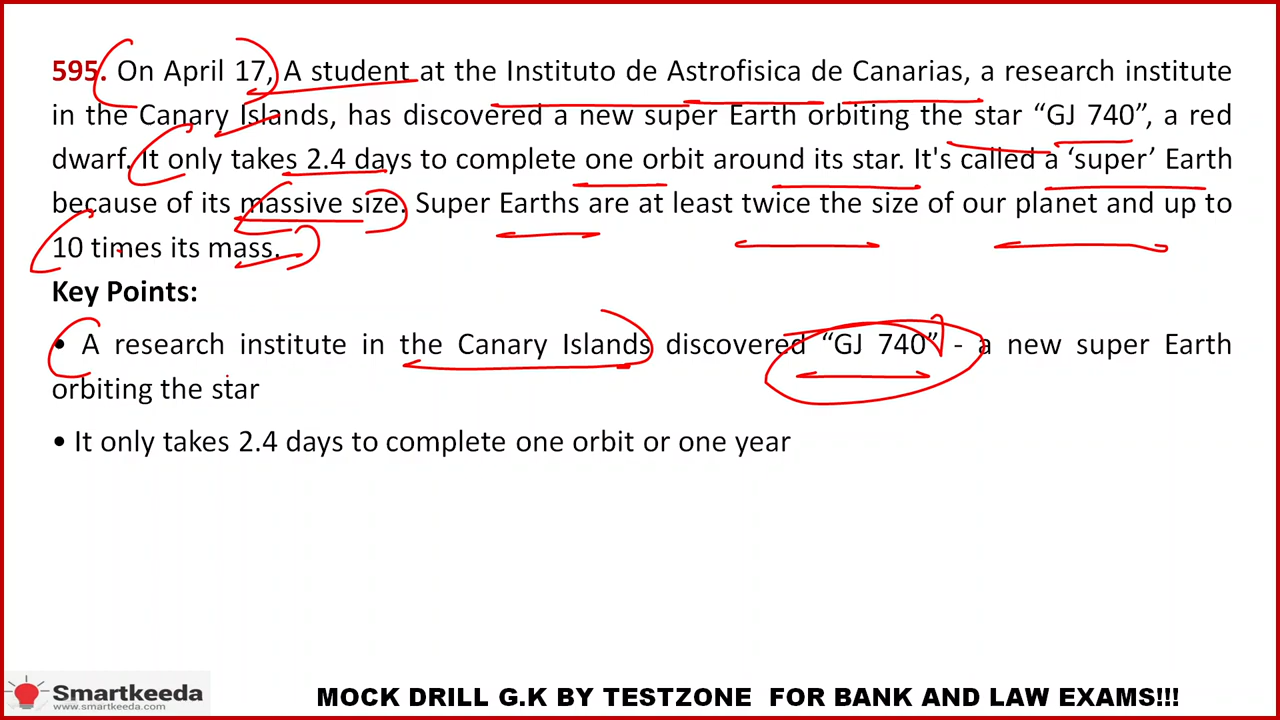 595. On April 17, A student at the Instituto de Astrofisica de Canarias, a research institute
in the Canary Islands, has discovered a new super Earth orbiting the star “GJ 740”, a red
dwarf. It only takes 2.4 days to complete one orbit around its star. It's called a ‘super’ Earth
because of its massive size. Super Earths are at least twice the size of our planet and up to
10 times its mass.
Key Points:
• A research institute in the Canary Islands discovered “GJ 740” - a new super Earth
orbiting the star
• It only takes 2.4 days to complete one orbit or one year
Smartkeeda
www.smartkeeda.com
MOCK DRILL G.K BY TESTZONE FOR BANK AND LAW EXAMS!!!